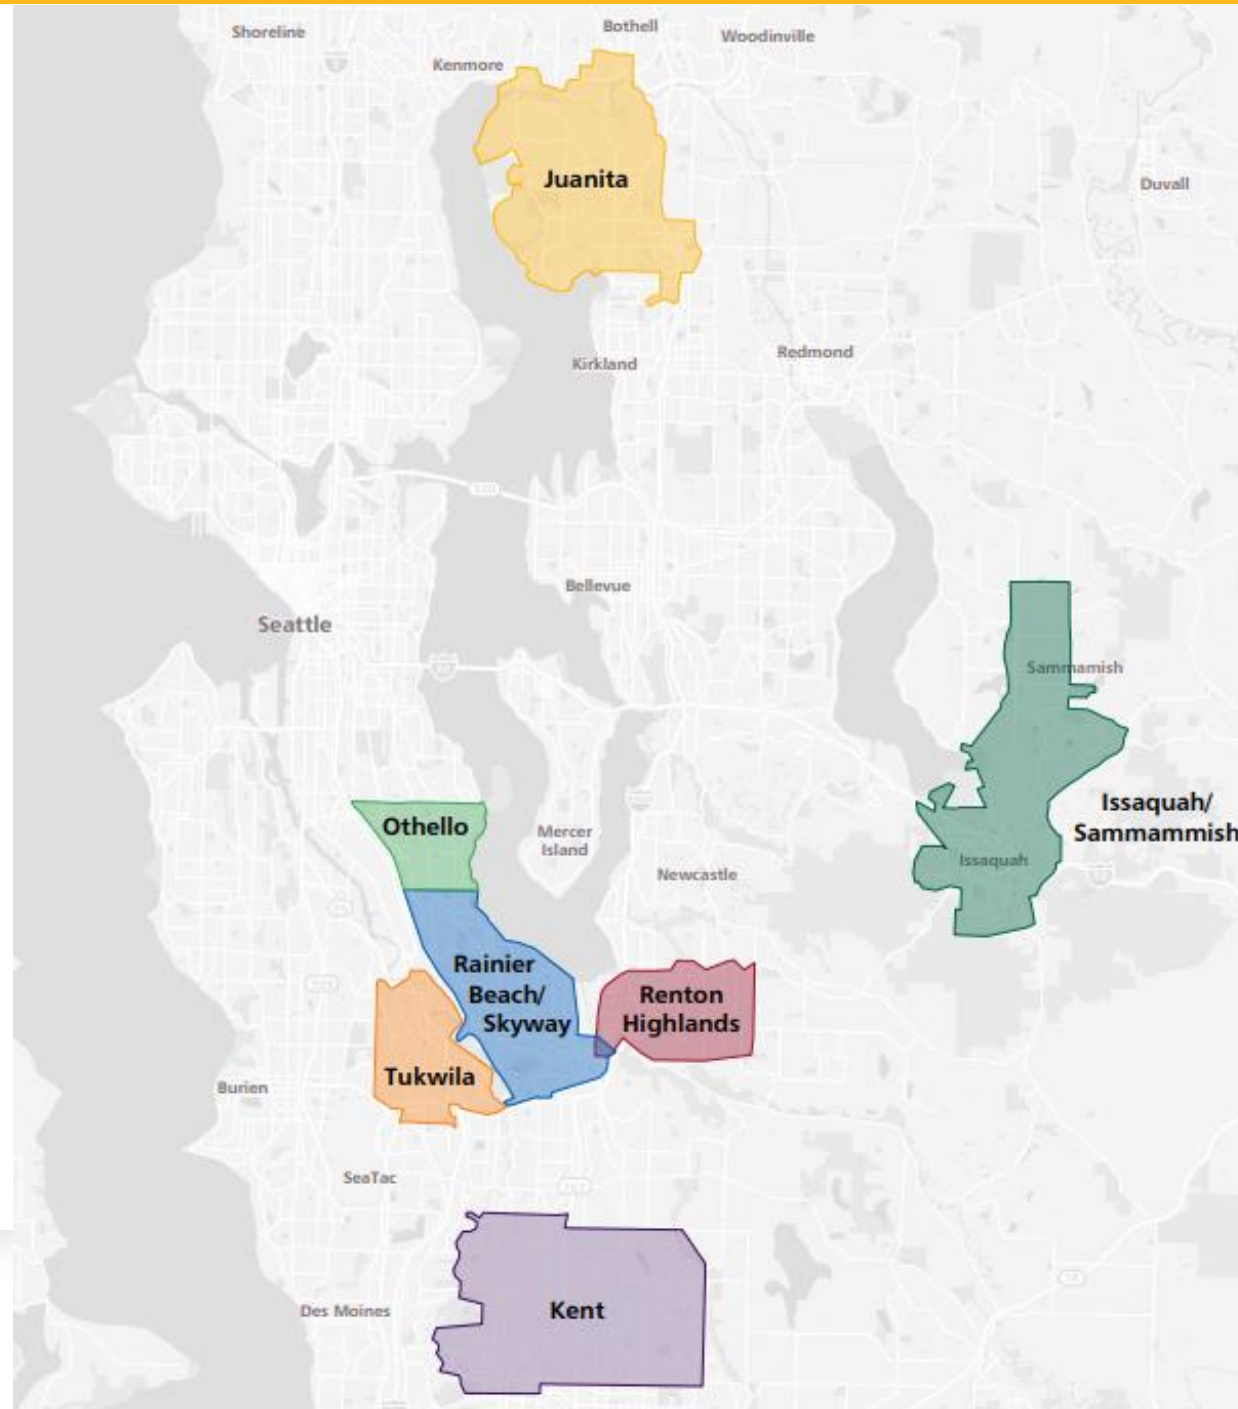 Bothell
Shoreline
Woodinville
Kenmore
Juanita
Duvall
Redmond
Kirkland
Bellevue
Seattle
Sammamish
Issaquah/
Sammammish
Othello
Mercer
Island
Issaquah
Newcastle
Rainier
Beach/
Skyway
Renton
Highlands
Tukwila
Burien
SeaTac
Kent
Des Moines